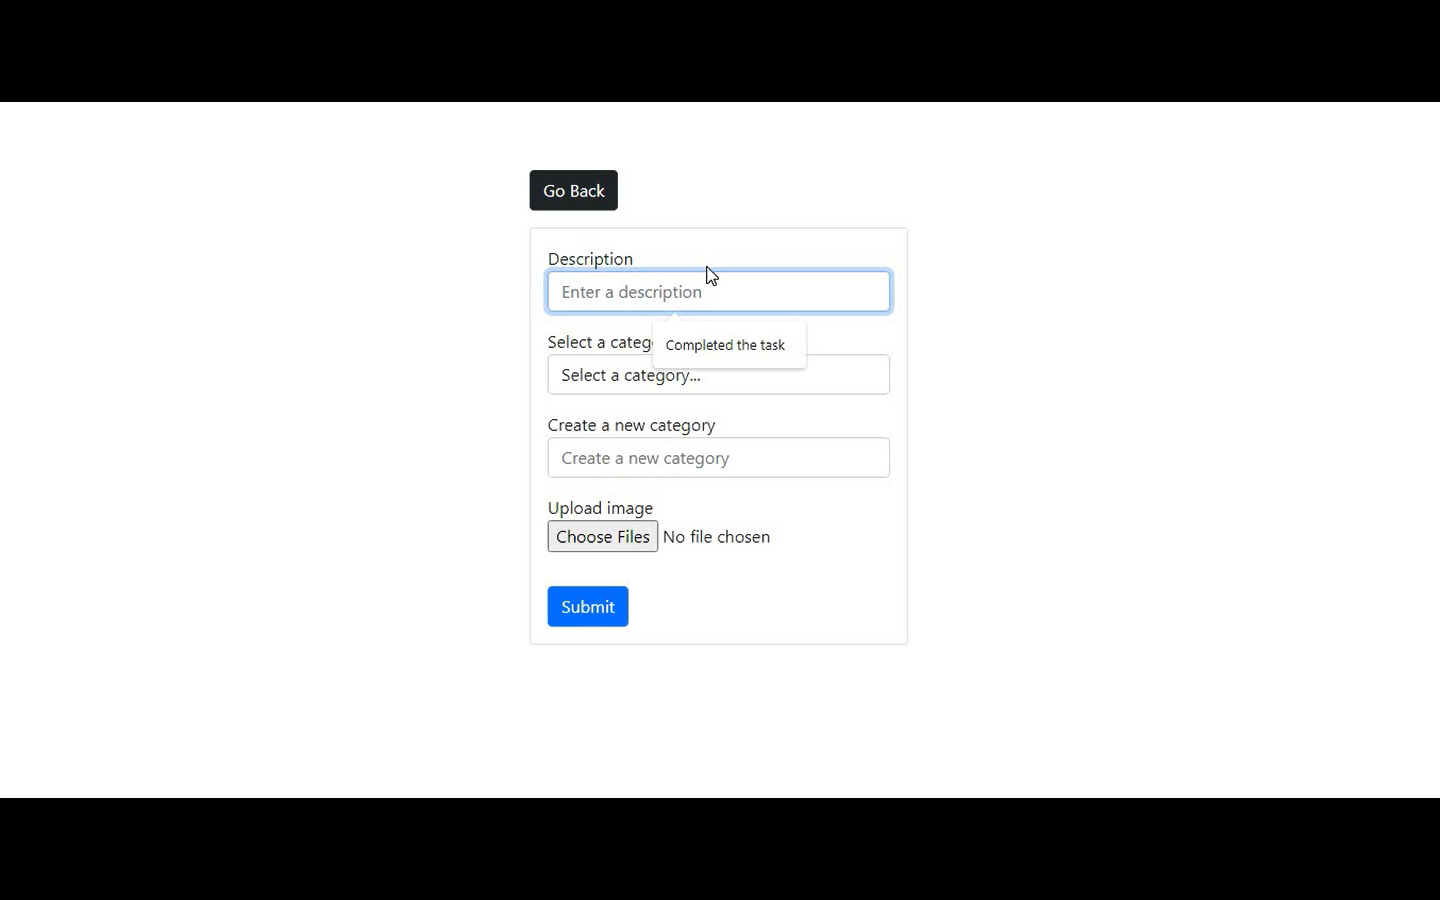 Go Back
Description
Enter a description
Completed the task
Select a categ
Select a category...
Create a new category
Create a new category
Upload image
Choose Files No file chosen
Submit